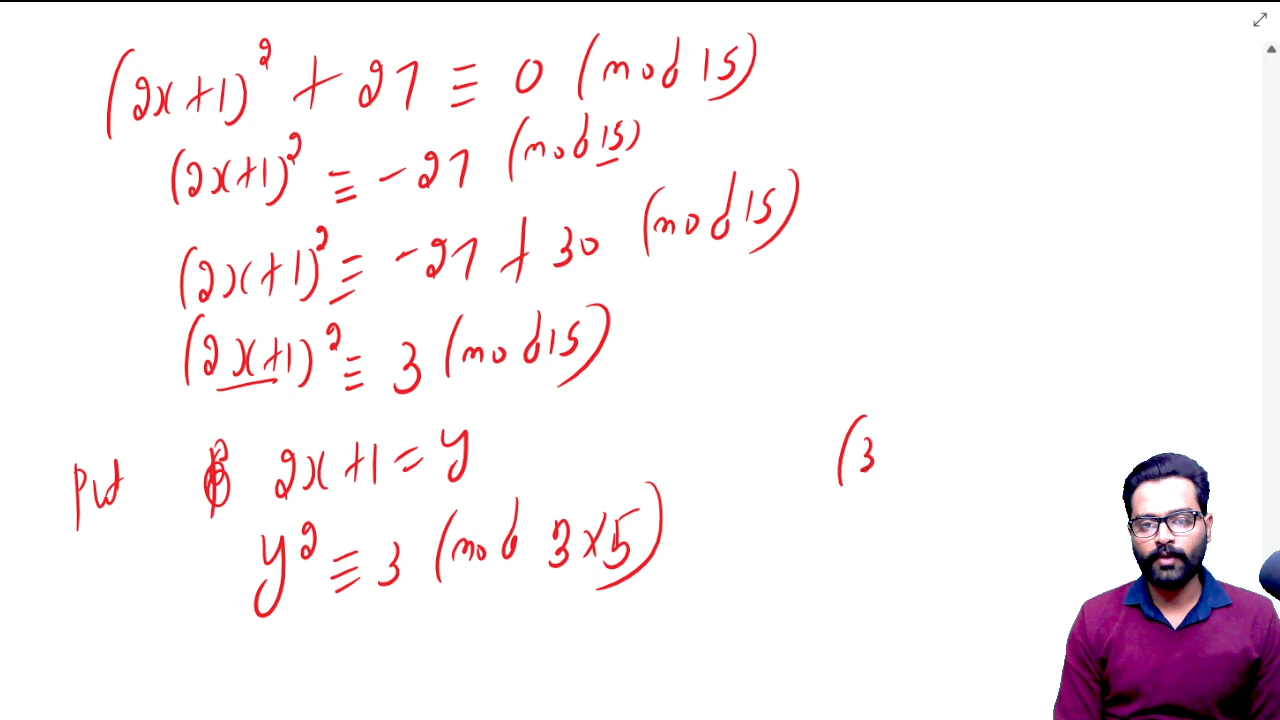 (2x+1)² + 27 ≡ 0 (mod 15)
(2x+1)² ≡ -27 (mod 15)
(2x+1)² ≡ -27 + 30 (mod 15)
(2x+1)² ≡ 3 (mod 15)
Put 2x+1 = y
(3
y² ≡ 3 (mod 3×5)